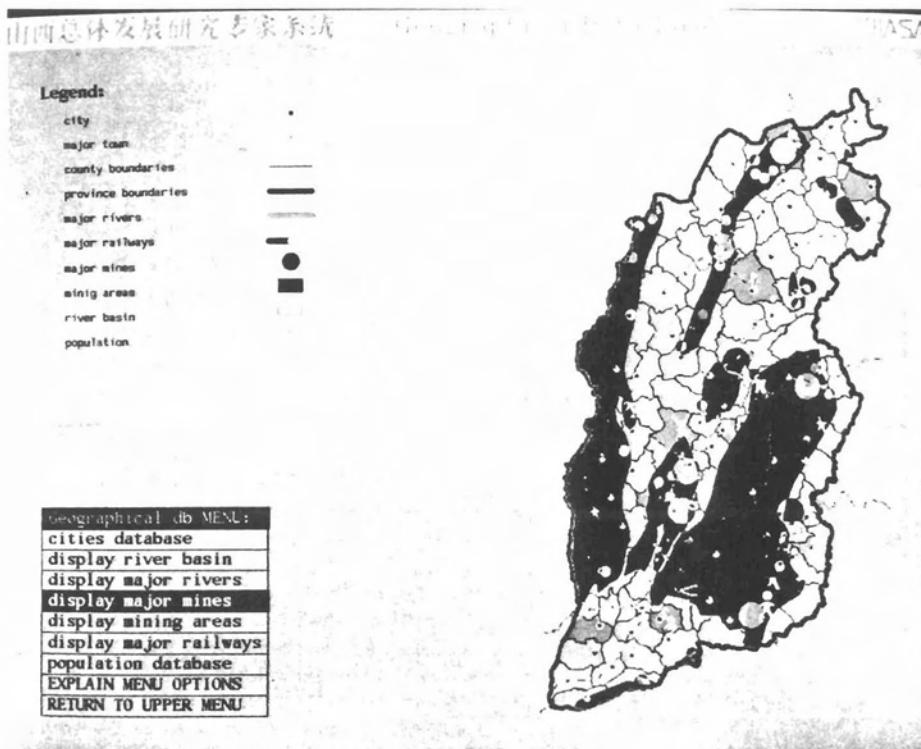 山西总体发展研究专家系统
Legend:
city
major town
county boundaries
province boundaries
major rivers
major railways
major mines
minig areas
river basin
population
Geographical db MENU:
cities database
display river basin
display major rivers
display major mines
display mining areas
display major railways
population database
EXPLAIN MENU OPTIONS
RETURN TO UPPER MENU